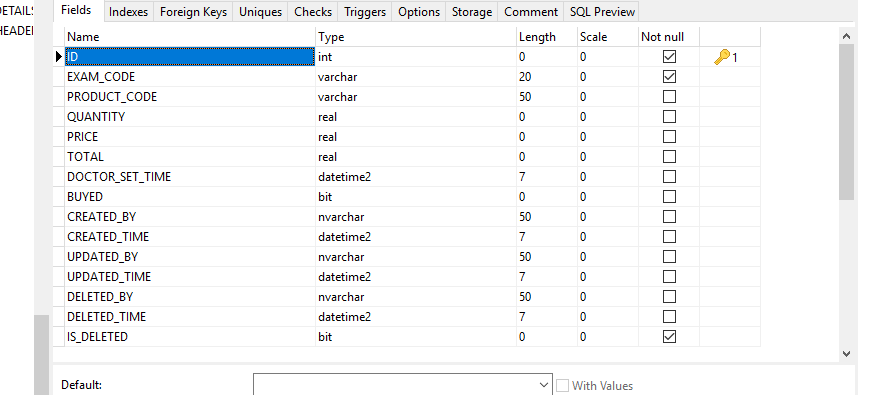 DETAILS
HEADER
Fields Indexes Foreign Keys Uniques Checks Triggers Options Storage Comment SQL Preview
Name Type Length Scale Not null
ID int 0 0 1
EXAM_CODE varchar 20 0
PRODUCT_CODE varchar 50 0
QUANTITY real 0 0
PRICE real 0 0
TOTAL real 0 0
DOCTOR_SET_TIME datetime2 7 0
BUYED bit 0 0
CREATED_BY nvarchar 50 0
CREATED_TIME datetime2 7 0
UPDATED_BY nvarchar 50 0
UPDATED_TIME datetime2 7 0
DELETED_BY nvarchar 50 0
DELETED_TIME datetime2 7 0
IS_DELETED bit 0 0
Default: With Values